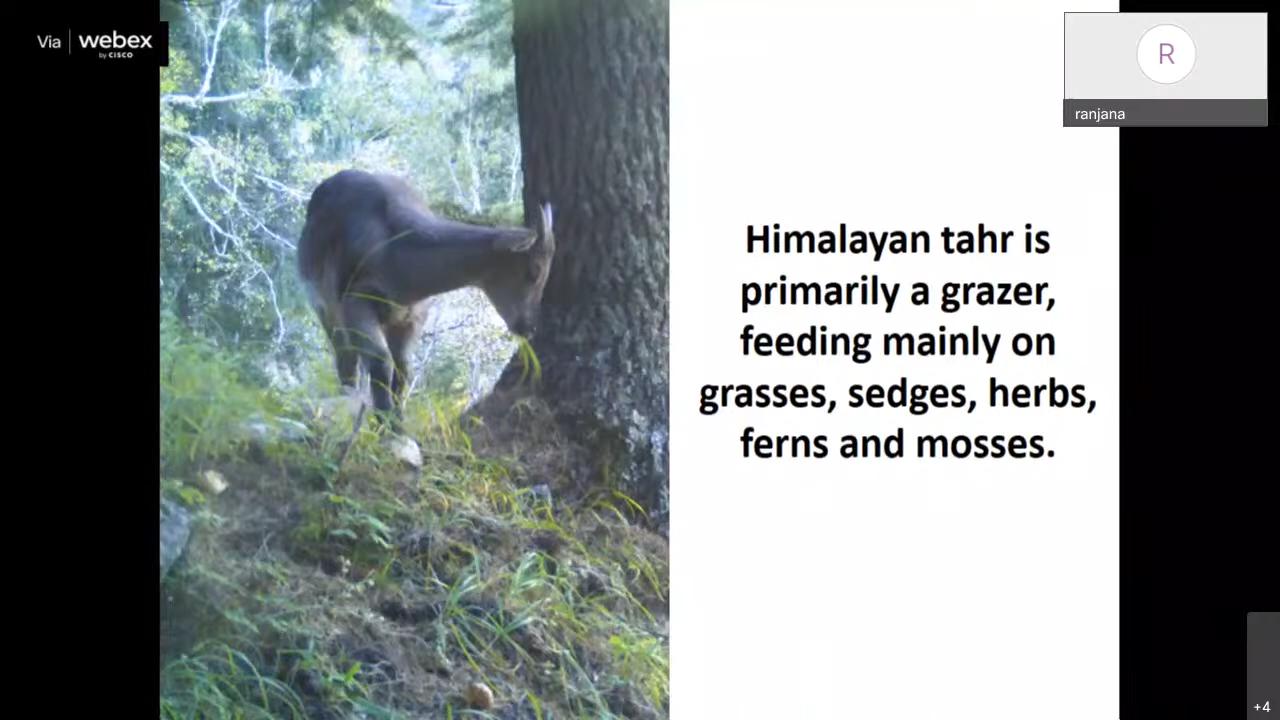 Via webex
by CISCO
R
ranjana
Himalayan tahr is
primarily a grazer,
feeding mainly on
grasses, sedges, herbs,
ferns and mosses.
+4